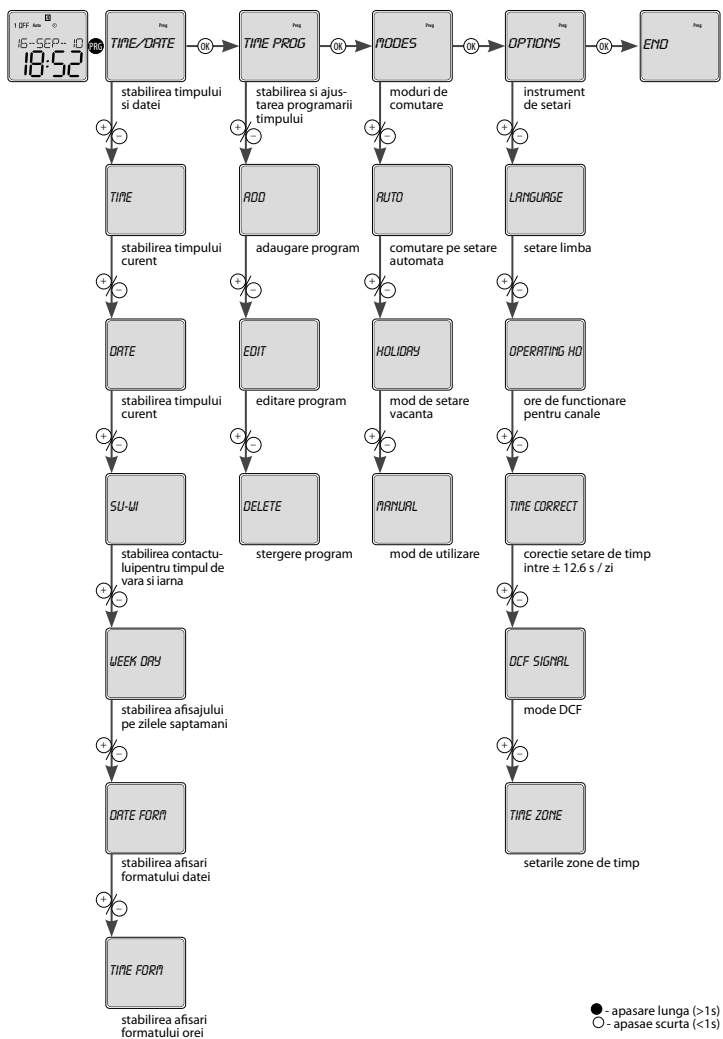 1 OFF Auto
16-SEP-10
18:52
PRG
Prog
TIME/DATE
OK
Prog
TIME PROG
OK
Prog
MODES
OK
Prog
OPTIONS
OK
Prog
END
stabilirea timpului
si datei
stabilirea si ajus-
tarea programarii
timpului
moduri de
comutare
instrument
de setari
+ −
+ −
+ −
+ −
TIME
ADD
AUTO
LANGUAGE
stabilirea timpului
curent
adaugare program
comutare pe setare
automata
setare limba
+ −
+ −
+ −
+ −
DATE
EDIT
HOLIDAY
OPERATING HO
stabilirea timpului
curent
editare program
mod de setare
vacanta
ore de functionare
pentru canale
+ −
+ −
+ −
+ −
SU-WI
DELETE
MANUAL
TIME CORRECT
stabilirea contactu-
luipentru timpul de
vara si iarna
stergere program
mod de utilizare
corectie setare de timp
intre ± 12.6 s / zi
+ −
+ −
WEEK DAY
DCF SIGNAL
stabilirea afisajului
pe zilele saptamani
mode DCF
+ −
+ −
DATE FORM
TIME ZONE
stabilirea afisari
formatului datei
setarile zone de timp
+ −
TIME FORM
stabilirea afisari
formatului orei
- apasare lunga (>1s)
- apasae scurta (<1s)